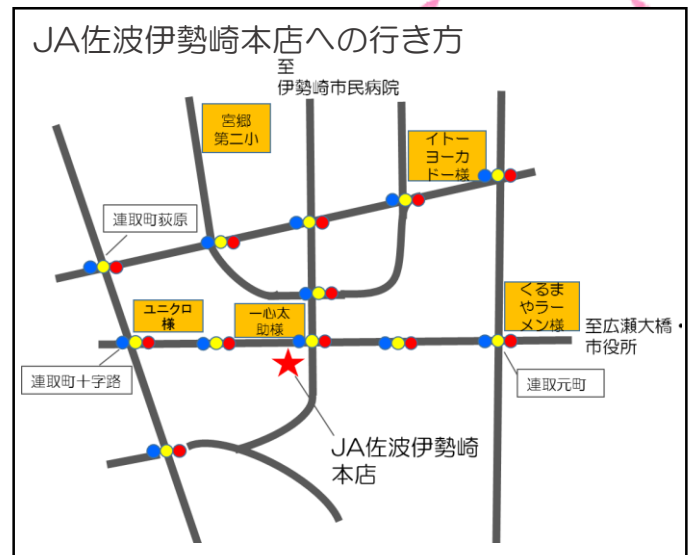 JA佐波伊勢崎本店への行き方
至
伊勢崎市民病院
宮郷
第二小
イトー
ヨーカ
ドー様
連取町荻原
ユニクロ
様
一心太
助様
くるま
やラー
メン様
至広瀬大橋・
市役所
連取町十字路
連取元町
JA佐波伊勢崎
本店